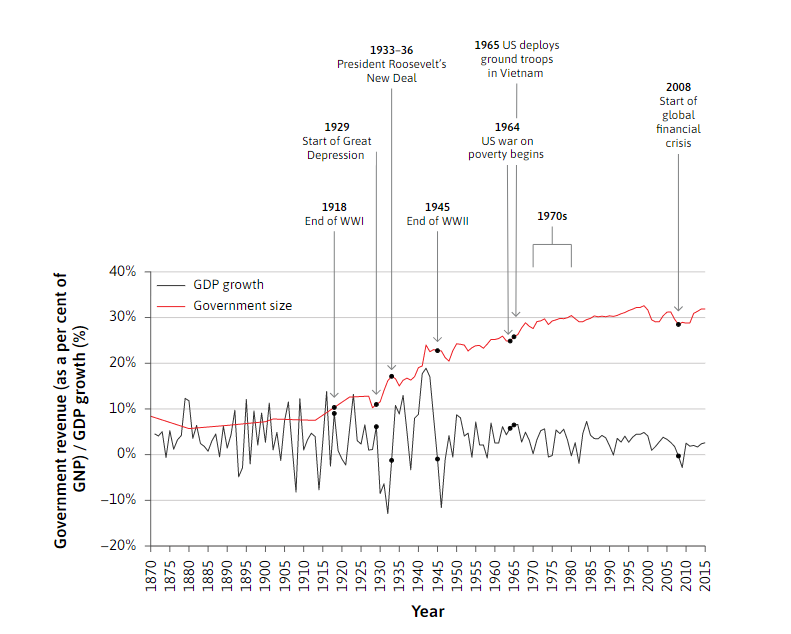 1933–36
President Roosevelt's
New Deal
1965 US deploys
ground troops
in Vietnam
2008
Start of
global
financial
crisis
1929
Start of Great
Depression
1964
US war on
poverty begins
1918
End of WWI
1945
End of WWII
1970s
Government revenue (as a per cent of
GNP) / GDP growth (%)
40%
30%
20%
10%
0%
−10%
−20%
GDP growth
Government size
1870
1875
1880
1885
1890
1895
1900
1905
1910
1915
1920
1925
1930
1935
1940
1945
1950
1955
1960
1965
1970
1975
1980
1985
1990
1995
2000
2005
2010
2015
Year